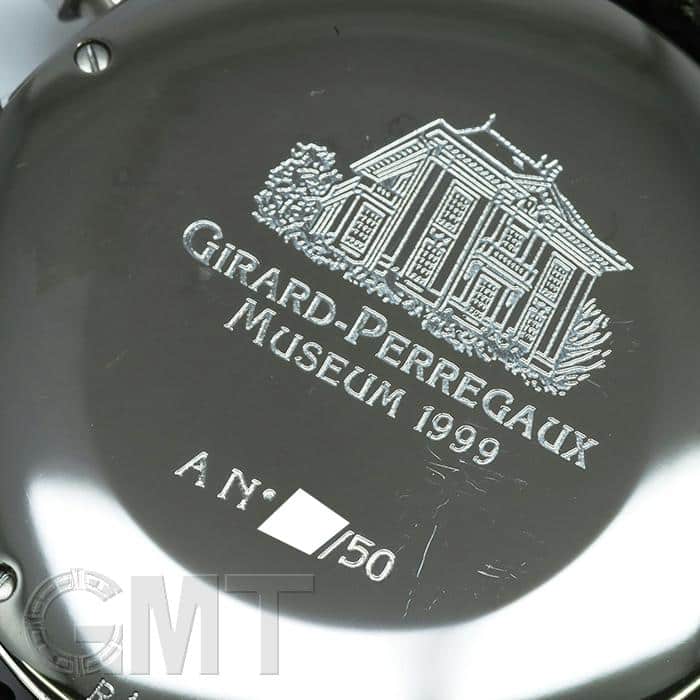 GIRARD-PERREGAUX
MUSEUM 1999
A N° /50
GMT